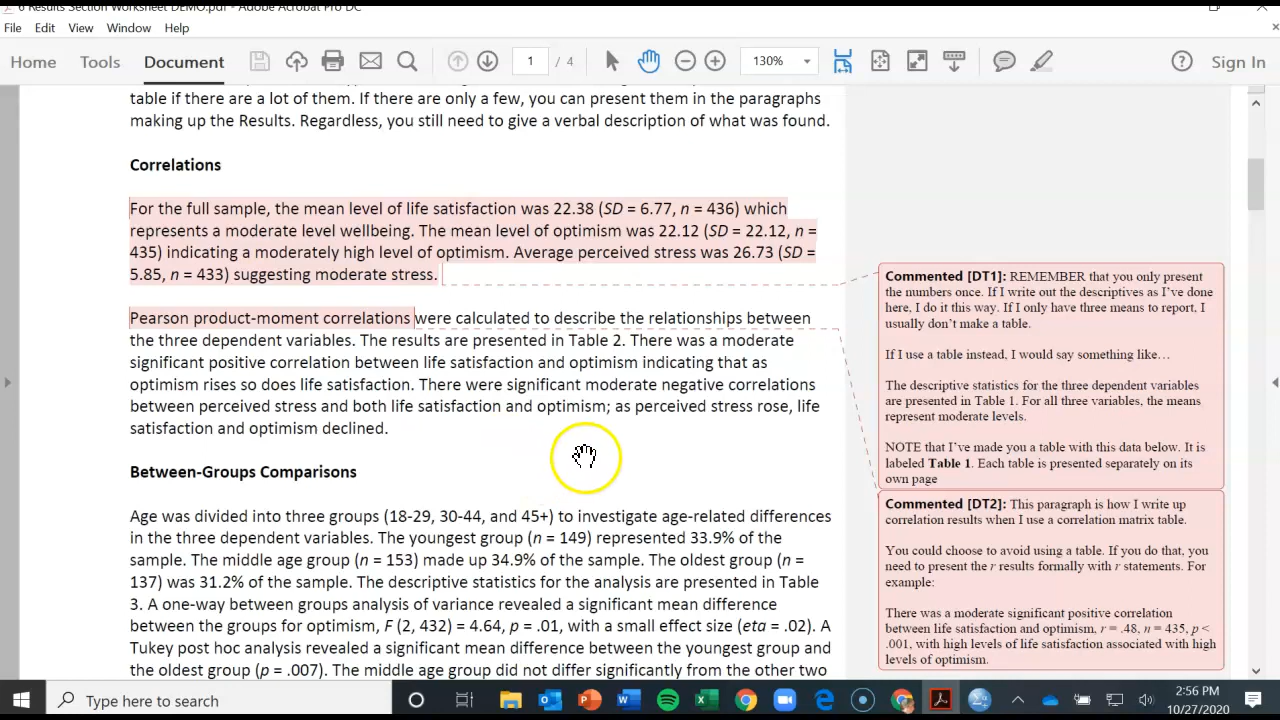 6 Results Section Worksheet DEMO.pdf - Adobe Acrobat Pro DC
File Edit View Window Help
Home Tools Document 1 / 4 130% Sign In
table if there are a lot of them. If there are only a few, you can present them in the paragraphs
making up the Results. Regardless, you still need to give a verbal description of what was found.
Correlations
For the full sample, the mean level of life satisfaction was 22.38 (SD = 6.77, n = 436) which
represents a moderate level wellbeing. The mean level of optimism was 22.12 (SD = 22.12, n =
435) indicating a moderately high level of optimism. Average perceived stress was 26.73 (SD =
5.85, n = 433) suggesting moderate stress.
Pearson product-moment correlations were calculated to describe the relationships between
the three dependent variables. The results are presented in Table 2. There was a moderate
significant positive correlation between life satisfaction and optimism indicating that as
optimism rises so does life satisfaction. There were significant moderate negative correlations
between perceived stress and both life satisfaction and optimism; as perceived stress rose, life
satisfaction and optimism declined.
Between-Groups Comparisons
Age was divided into three groups (18-29, 30-44, and 45+) to investigate age-related differences
in the three dependent variables. The youngest group (n = 149) represented 33.9% of the
sample. The middle age group (n = 153) made up 34.9% of the sample. The oldest group (n =
137) was 31.2% of the sample. The descriptive statistics for the analysis are presented in Table
3. A one-way between groups analysis of variance revealed a significant mean difference
between the groups for optimism, F (2, 432) = 4.64, p = .01, with a small effect size (eta = .02). A
Tukey post hoc analysis revealed a significant mean difference between the youngest group and
the oldest group (p = .007). The middle age group did not differ significantly from the other two
Commented [DT1]: REMEMBER that you only present
the numbers once. If I write out the descriptives as I've done
here, I do it this way. If I only have three means to report, I
usually don't make a table.
If I use a table instead, I would say something like…
The descriptive statistics for the three dependent variables
are presented in Table 1. For all three variables, the means
represent moderate levels.
NOTE that I've made you a table with this data below. It is
labeled Table 1. Each table is presented separately on its
own page
Commented [DT2]: This paragraph is how I write up
correlation results when I use a correlation matrix table.
You could choose to avoid using a table. If you do that, you
need to present the r results formally with r statements. For
example:
There was a moderate significant positive correlation
between life satisfaction and optimism, r = .48, n = 435, p <
.001, with high levels of life satisfaction associated with high
levels of optimism.
Type here to search
2:56 PM
10/27/2020